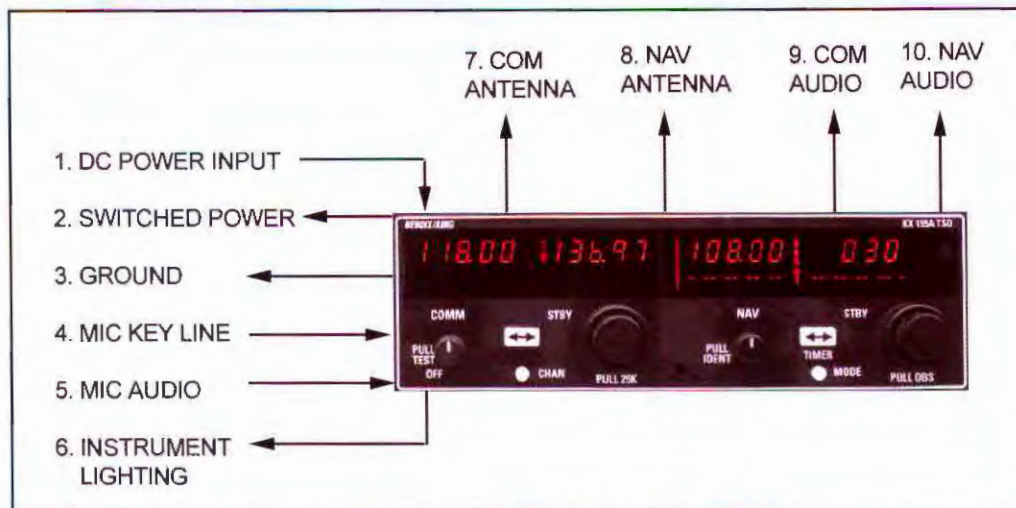 7. COM
ANTENNA
8. NAV
ANTENNA
9. COM
AUDIO
10. NAV
AUDIO
1. DC POWER INPUT
2. SWITCHED POWER
3. GROUND
4. MIC KEY LINE
5. MIC AUDIO
6. INSTRUMENT
LIGHTING
BENDIX/KING
KX 155A TSO
118.00 136.97 108.00 030
COMM STBY NAV STBY
PULL
TEST
OFF
CHAN
PULL 25K
PULL
IDENT
TIMER
MODE
PULL OBS